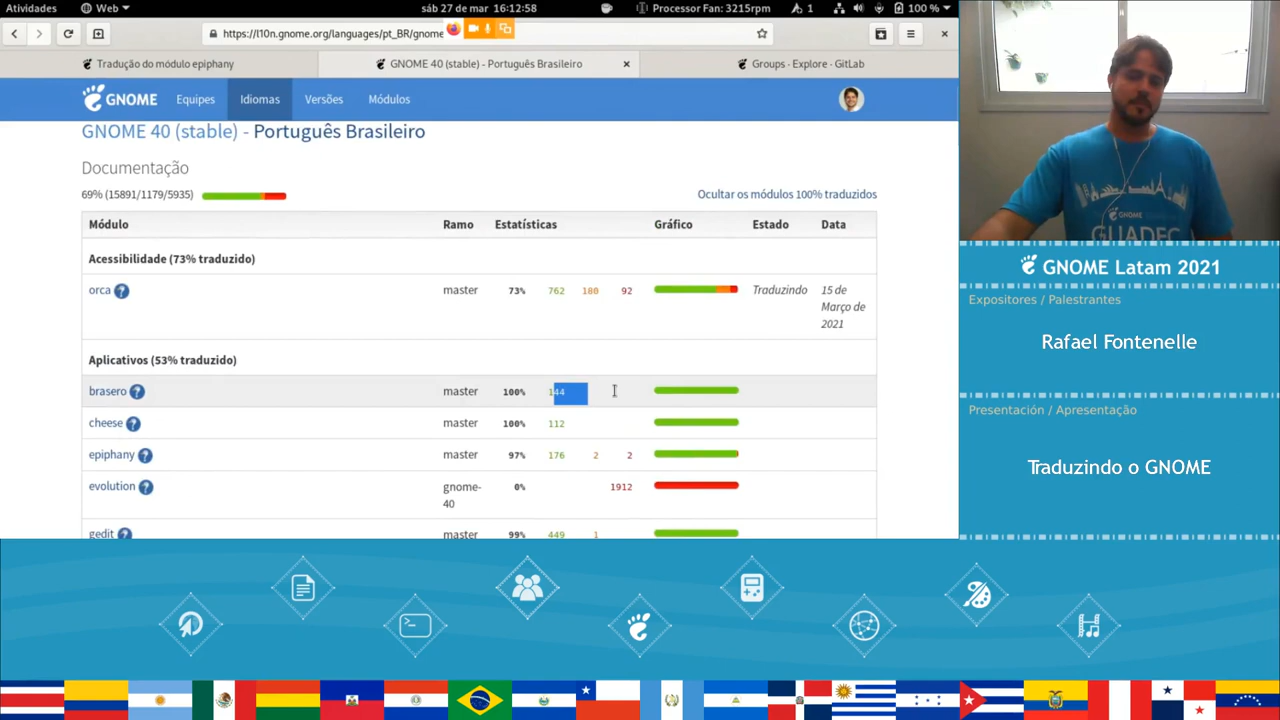 Atividades Web sáb 27 de mar 16:12:58 Processor Fan: 3215rpm 1 100 %
https://l10n.gnome.org/languages/pt_BR/gnome
Tradução do módulo epiphany GNOME 40 (stable) - Português Brasileiro Groups · Explore · GitLab
GNOME Equipes Idiomas Versões Módulos
GNOME 40 (stable) - Português Brasileiro
Documentação
69% (15891/1179/5935) Ocultar os módulos 100% traduzidos
Módulo Ramo Estatísticas Gráfico Estado Data
Acessibilidade (73% traduzido)
orca master 73% 762 180 92 Traduzindo 15 de
Março de
2021
Aplicativos (53% traduzido)
brasero master 100% 144
cheese master 100% 112
epiphany master 97% 176 2 2
evolution gnome- 0% 1912
40
gedit master 99% 449 1
GNOME
GUADEC
GNOME Latam 2021
Expositores / Palestrantes
Rafael Fontenelle
Presentación / Apresentação
Traduzindo o GNOME